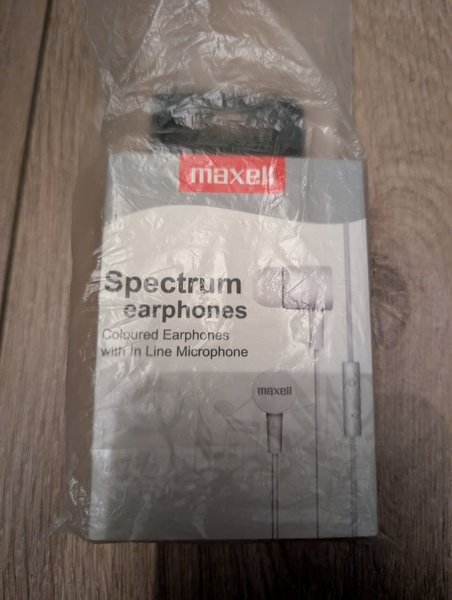 maxell
Spectrum
earphones
Coloured Earphones
with In Line Microphone
maxell